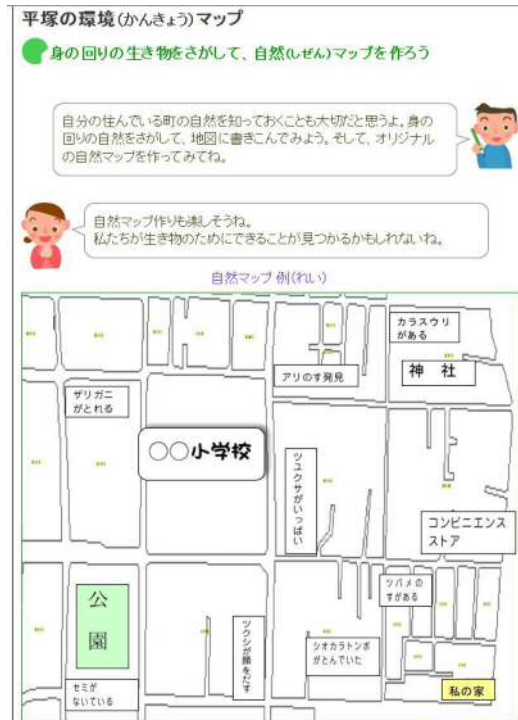 平塚の環境(かんきょう)マップ
身の回りの生き物をさがして、自然(しぜん)マップを作ろう
自分の住んでいる町の自然を知っておくことも大切だと思うよ。身の
回りの自然をさがして、地図に書きこんでみよう。そして、オリジナル
の自然マップを作ってみてね。
自然マップ作りも楽しそうね。
私たちが生き物のためにできることが見つかるかもしれないね。
自然マップ 例(れい)
カラスウリ
がある
神 社
アリのす発見
ザリガニ
がとれる
○○小学校
ツユクサがいっぱい
コンビニエンス
ストア
ツバメの
すがある
公
園
ツクシが顔をだす
シオカラトンボ
がとんでいた
セミが
ないている
私の家